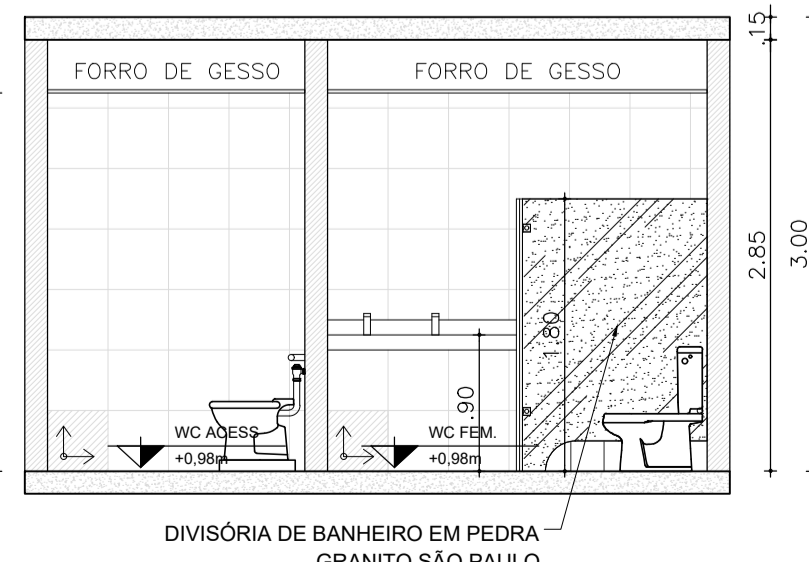 .15
FORRO DE GESSO
FORRO DE GESSO
2.85
3.00
1.80
.90
WC ACESS
+0,98m
WC FEM.
+0,98m
DIVISÓRIA DE BANHEIRO EM PEDRA
GRANITO SÃO PAULO